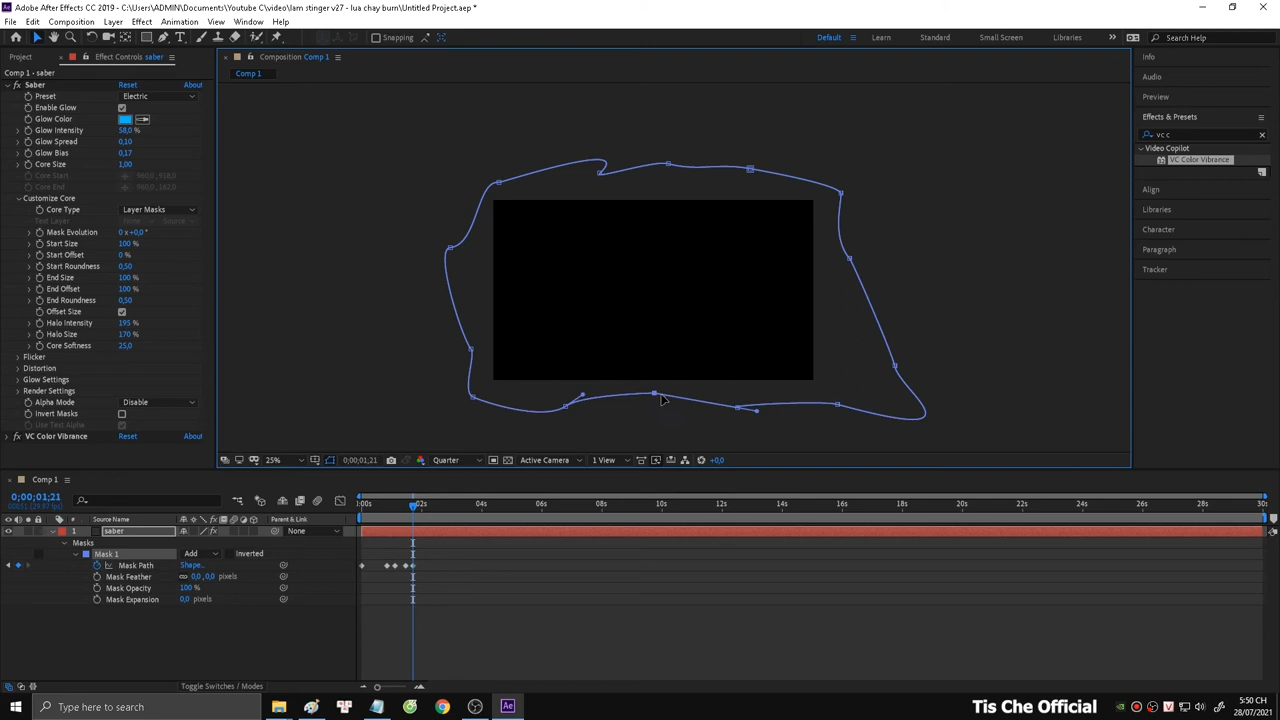 Adobe After Effects CC 2019 - C:\Users\ADMIN\Documents\Youtube C\video\lam stinger v27 - lua chay burn\Untitled Project.aep *
File Edit Composition Layer Effect Animation View Window Help
Snapping Default Learn Standard Small Screen Libraries Search Help
Project Effect Controls saber Composition Comp 1 Info
Comp 1 - saber Comp 1 Audio
Saber Reset About Preview
Preset Electric
Enable Glow Effects & Presets
Glow Color
Glow Intensity 58,0 % vc c
Glow Spread 0,10 Video Copilot
Glow Bias 0,17 VC Color Vibrance
Core Size 1,00
Core Start 960,0 ,918,0
Core End 960,0 ,162,0 Align
Customize Core
Core Type Layer Masks Libraries
Text Layer None Source
Mask Evolution 0 x+0,0° Character
Start Size 100 %
Start Offset 0 % Paragraph
Start Roundness 0,50 Tracker
End Size 100 %
End Offset 100 %
End Roundness 0,50
Offset Size
Halo Intensity 195 %
Halo Size 170 %
Core Softness 25,0
Flicker
Distortion
Glow Settings
Render Settings
Alpha Mode Disable
Invert Masks
Use Text Alpha
VC Color Vibrance Reset About
25% 0;00;01;21 Quarter Active Camera 1 View +0,0
Comp 1
0;00;01;21
00051 (29.97 fps)
:00s 02s 04s 06s 08s 10s 12s 14s 16s 18s 20s 22s 24s 26s 28s 30s
# Source Name Parent & Link
1 saber None
Masks
Mask 1 Add Inverted
Mask Path Shape...
Mask Feather 0,0 ,0,0 pixels
Mask Opacity 100 %
Mask Expansion 0,0 pixels
Toggle Switches / Modes
Type here to search
Tis Che Official
5:50 CH
28/07/2021